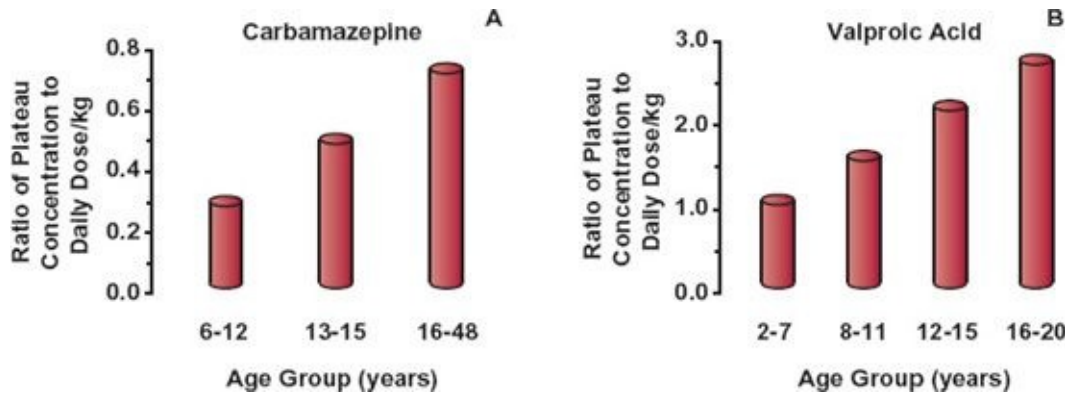 A
Carbamazepine
Ratio of Plateau
Concentration to
Daily Dose/kg
0.8
0.6
0.4
0.2
0.0
6-12 13-15 16-48
Age Group (years)
B
Valproic Acid
Ratio of Plateau
Concentration to
Daily Dose/kg
3.0
2.0
1.0
0.0
2-7 8-11 12-15 16-20
Age Group (years)